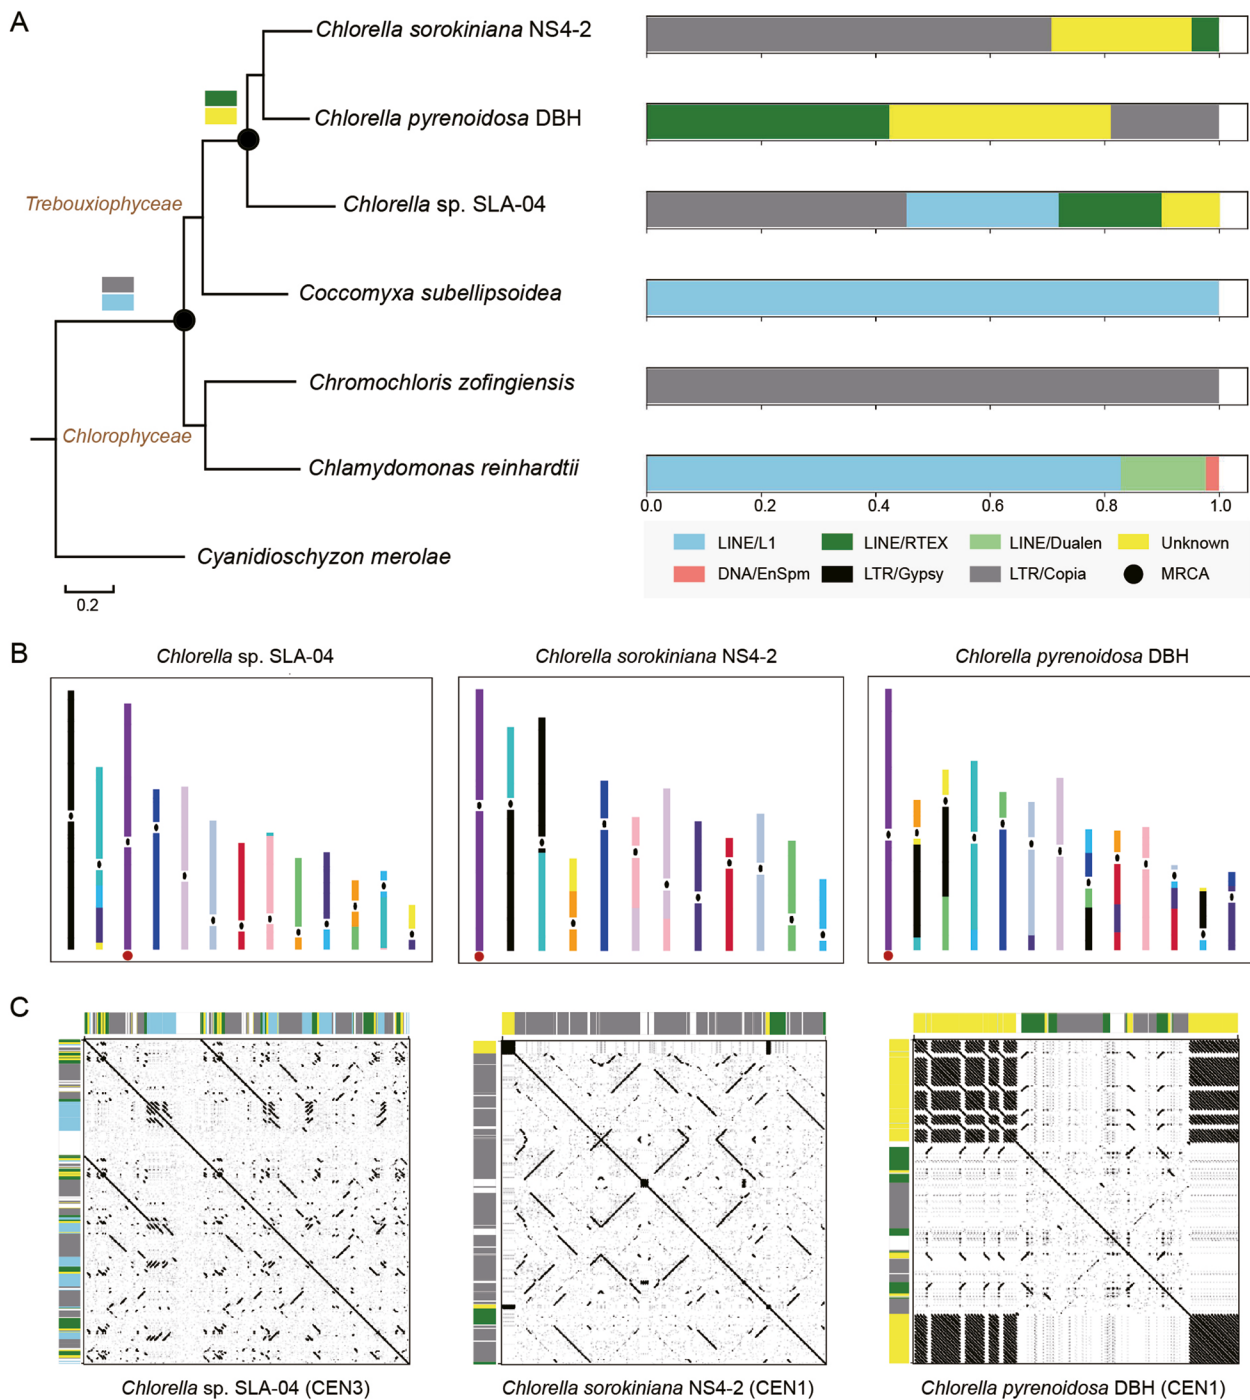 A
Chlorella sorokiniana NS4-2
Chlorella pyrenoidosa DBH
Trebouxiophyceae
Chlorella sp. SLA-04
Coccomyxa subellipsoidea
Chromochloris zofingiensis
Chlorophyceae
Chlamydomonas reinhardtii
Cyanidioschyzon merolae
0.2
0.0 0.2 0.4 0.6 0.8 1.0
LINE/L1 LINE/RTEX LINE/Dualen Unknown
DNA/EnSpm LTR/Gypsy LTR/Copia MRCA
B
Chlorella sp. SLA-04 Chlorella sorokiniana NS4-2 Chlorella pyrenoidosa DBH
C
Chlorella sp. SLA-04 (CEN3) Chlorella sorokiniana NS4-2 (CEN1) Chlorella pyrenoidosa DBH (CEN1)